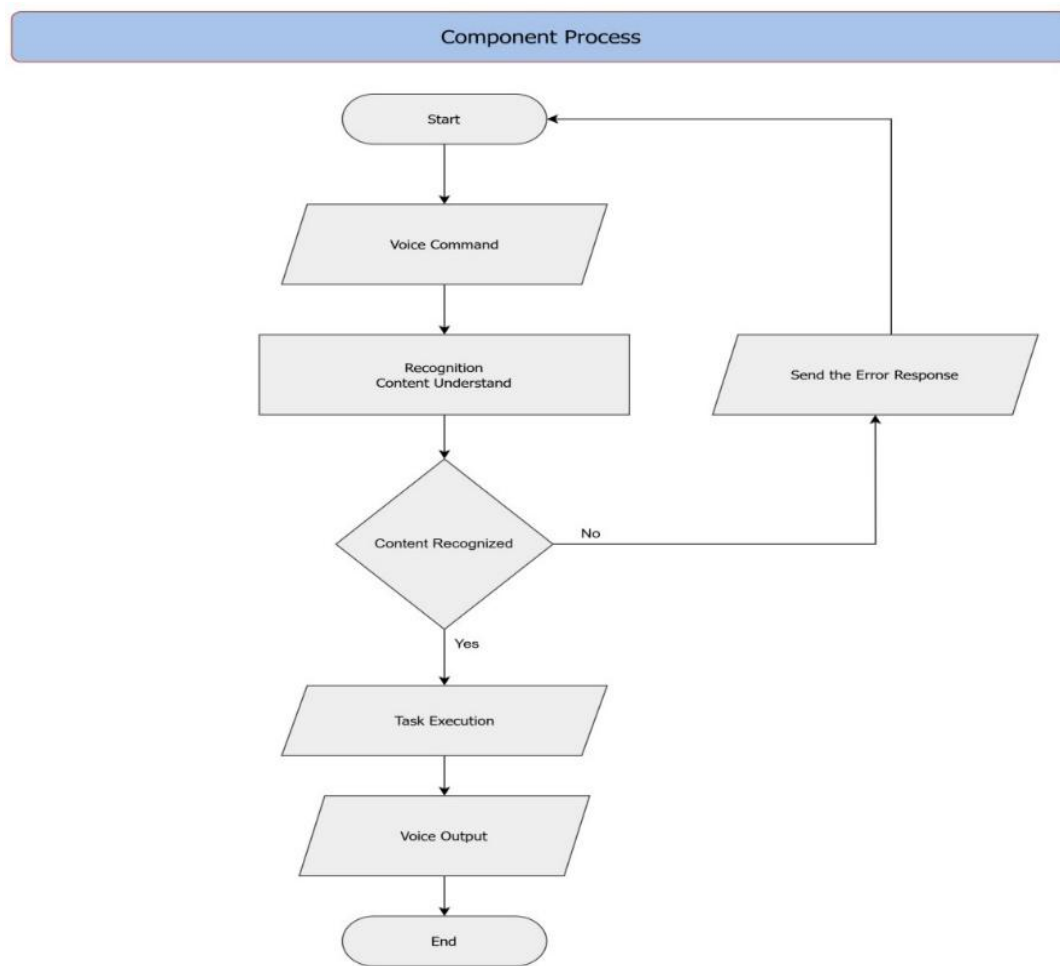 Component Process
Start
Voice Command
Recognition
Content Understand
Send the Error Response
Content Recognized
No
Yes
Task Execution
Voice Output
End